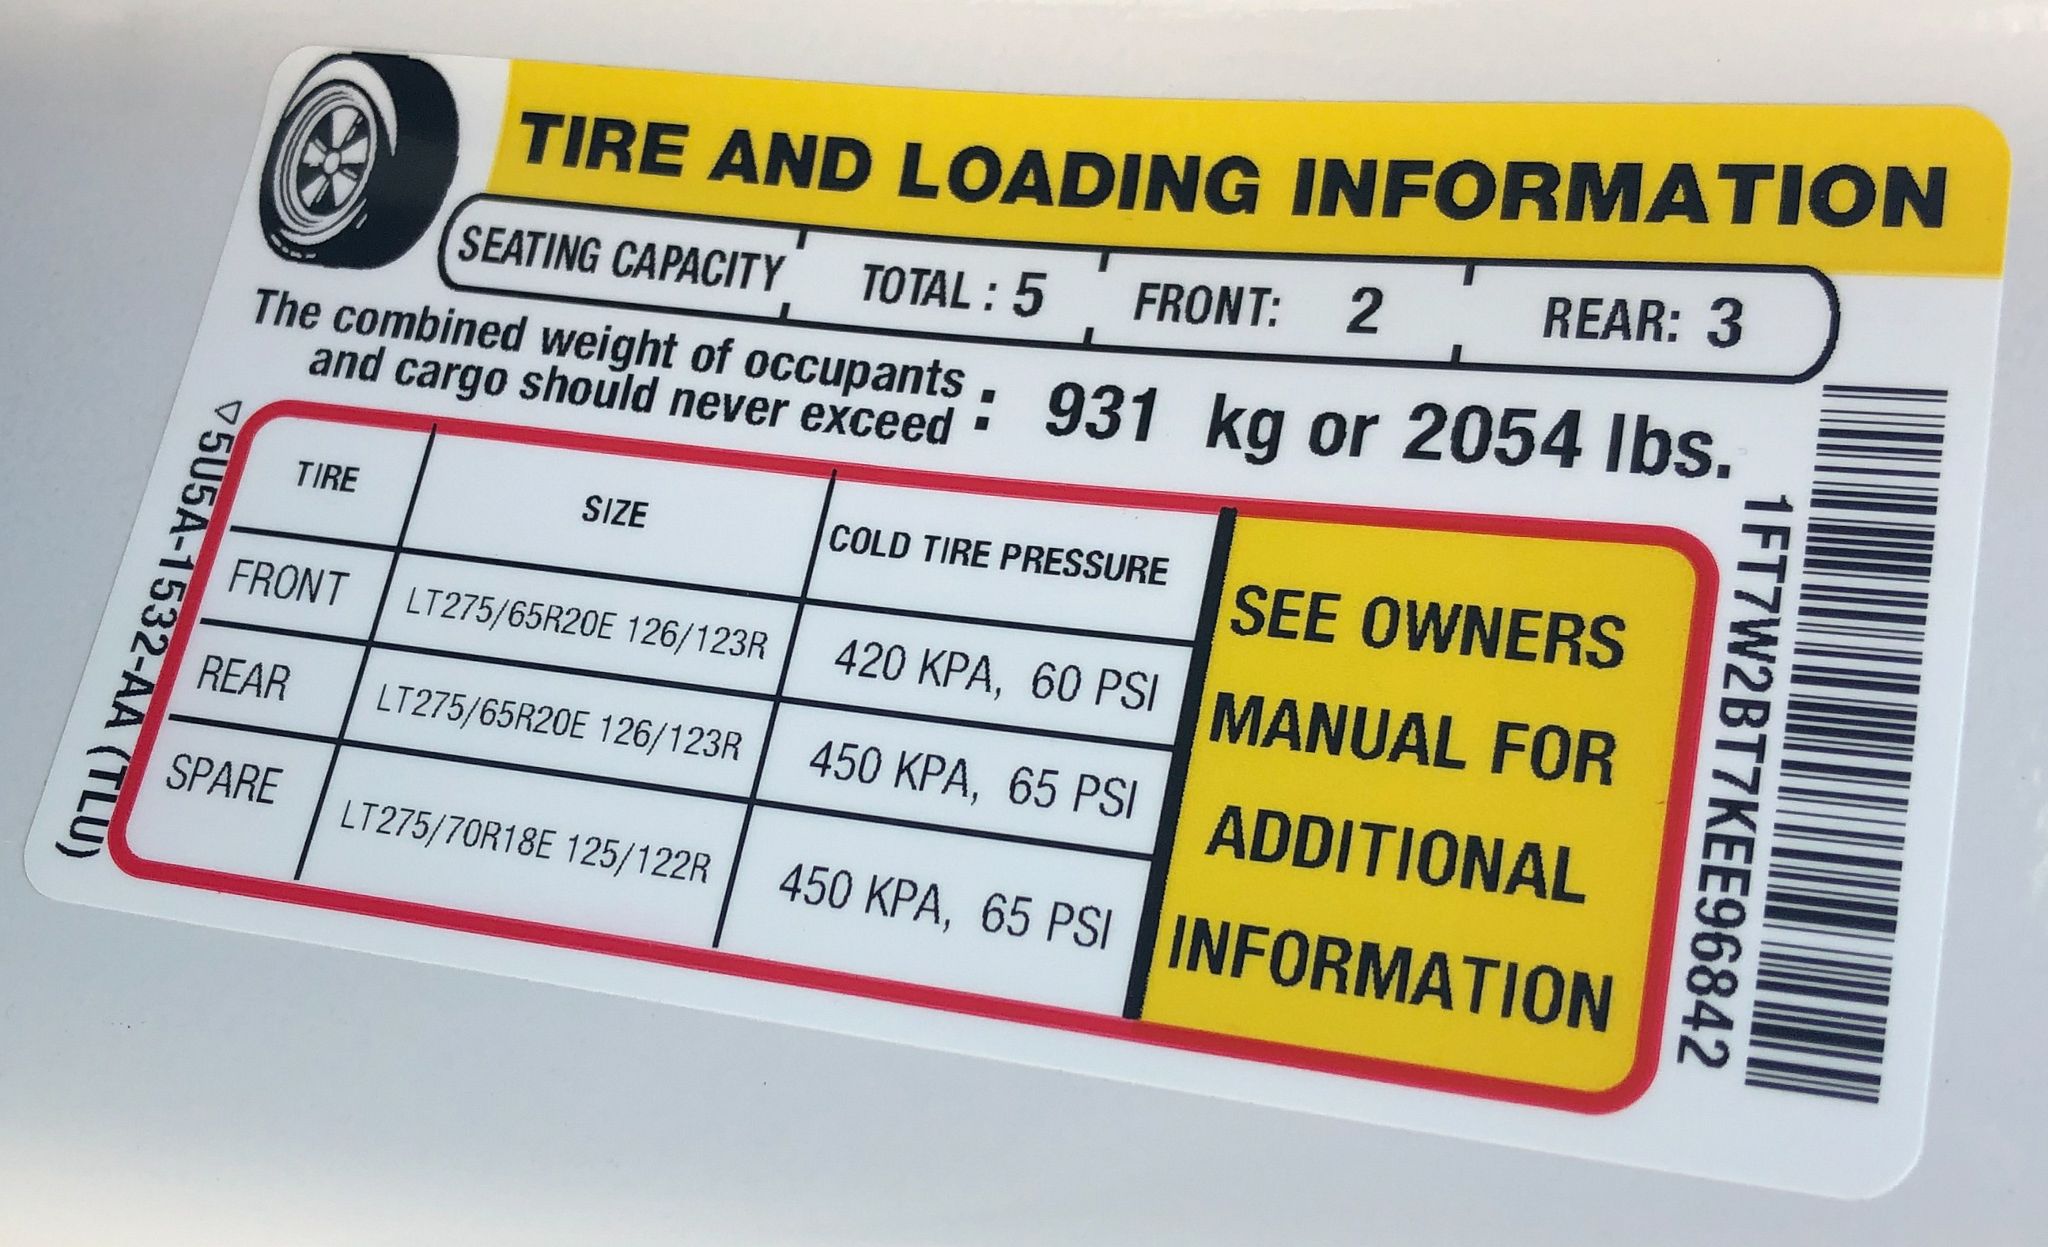 TIRE AND LOADING INFORMATION
SEATING CAPACITY TOTAL : 5 FRONT: 2 REAR: 3
The combined weight of occupants
and cargo should never exceed : 931 kg or 2054 lbs.
TIRE SIZE COLD TIRE PRESSURE
FRONT LT275/65R20E 126/123R 420 KPA, 60 PSI
REAR LT275/65R20E 126/123R 450 KPA, 65 PSI
SPARE LT275/70R18E 125/122R 450 KPA, 65 PSI
SEE OWNERS
MANUAL FOR
ADDITIONAL
INFORMATION
▽5U5A-1532-AA (TLU)
1FT7W2BT7KEE96842